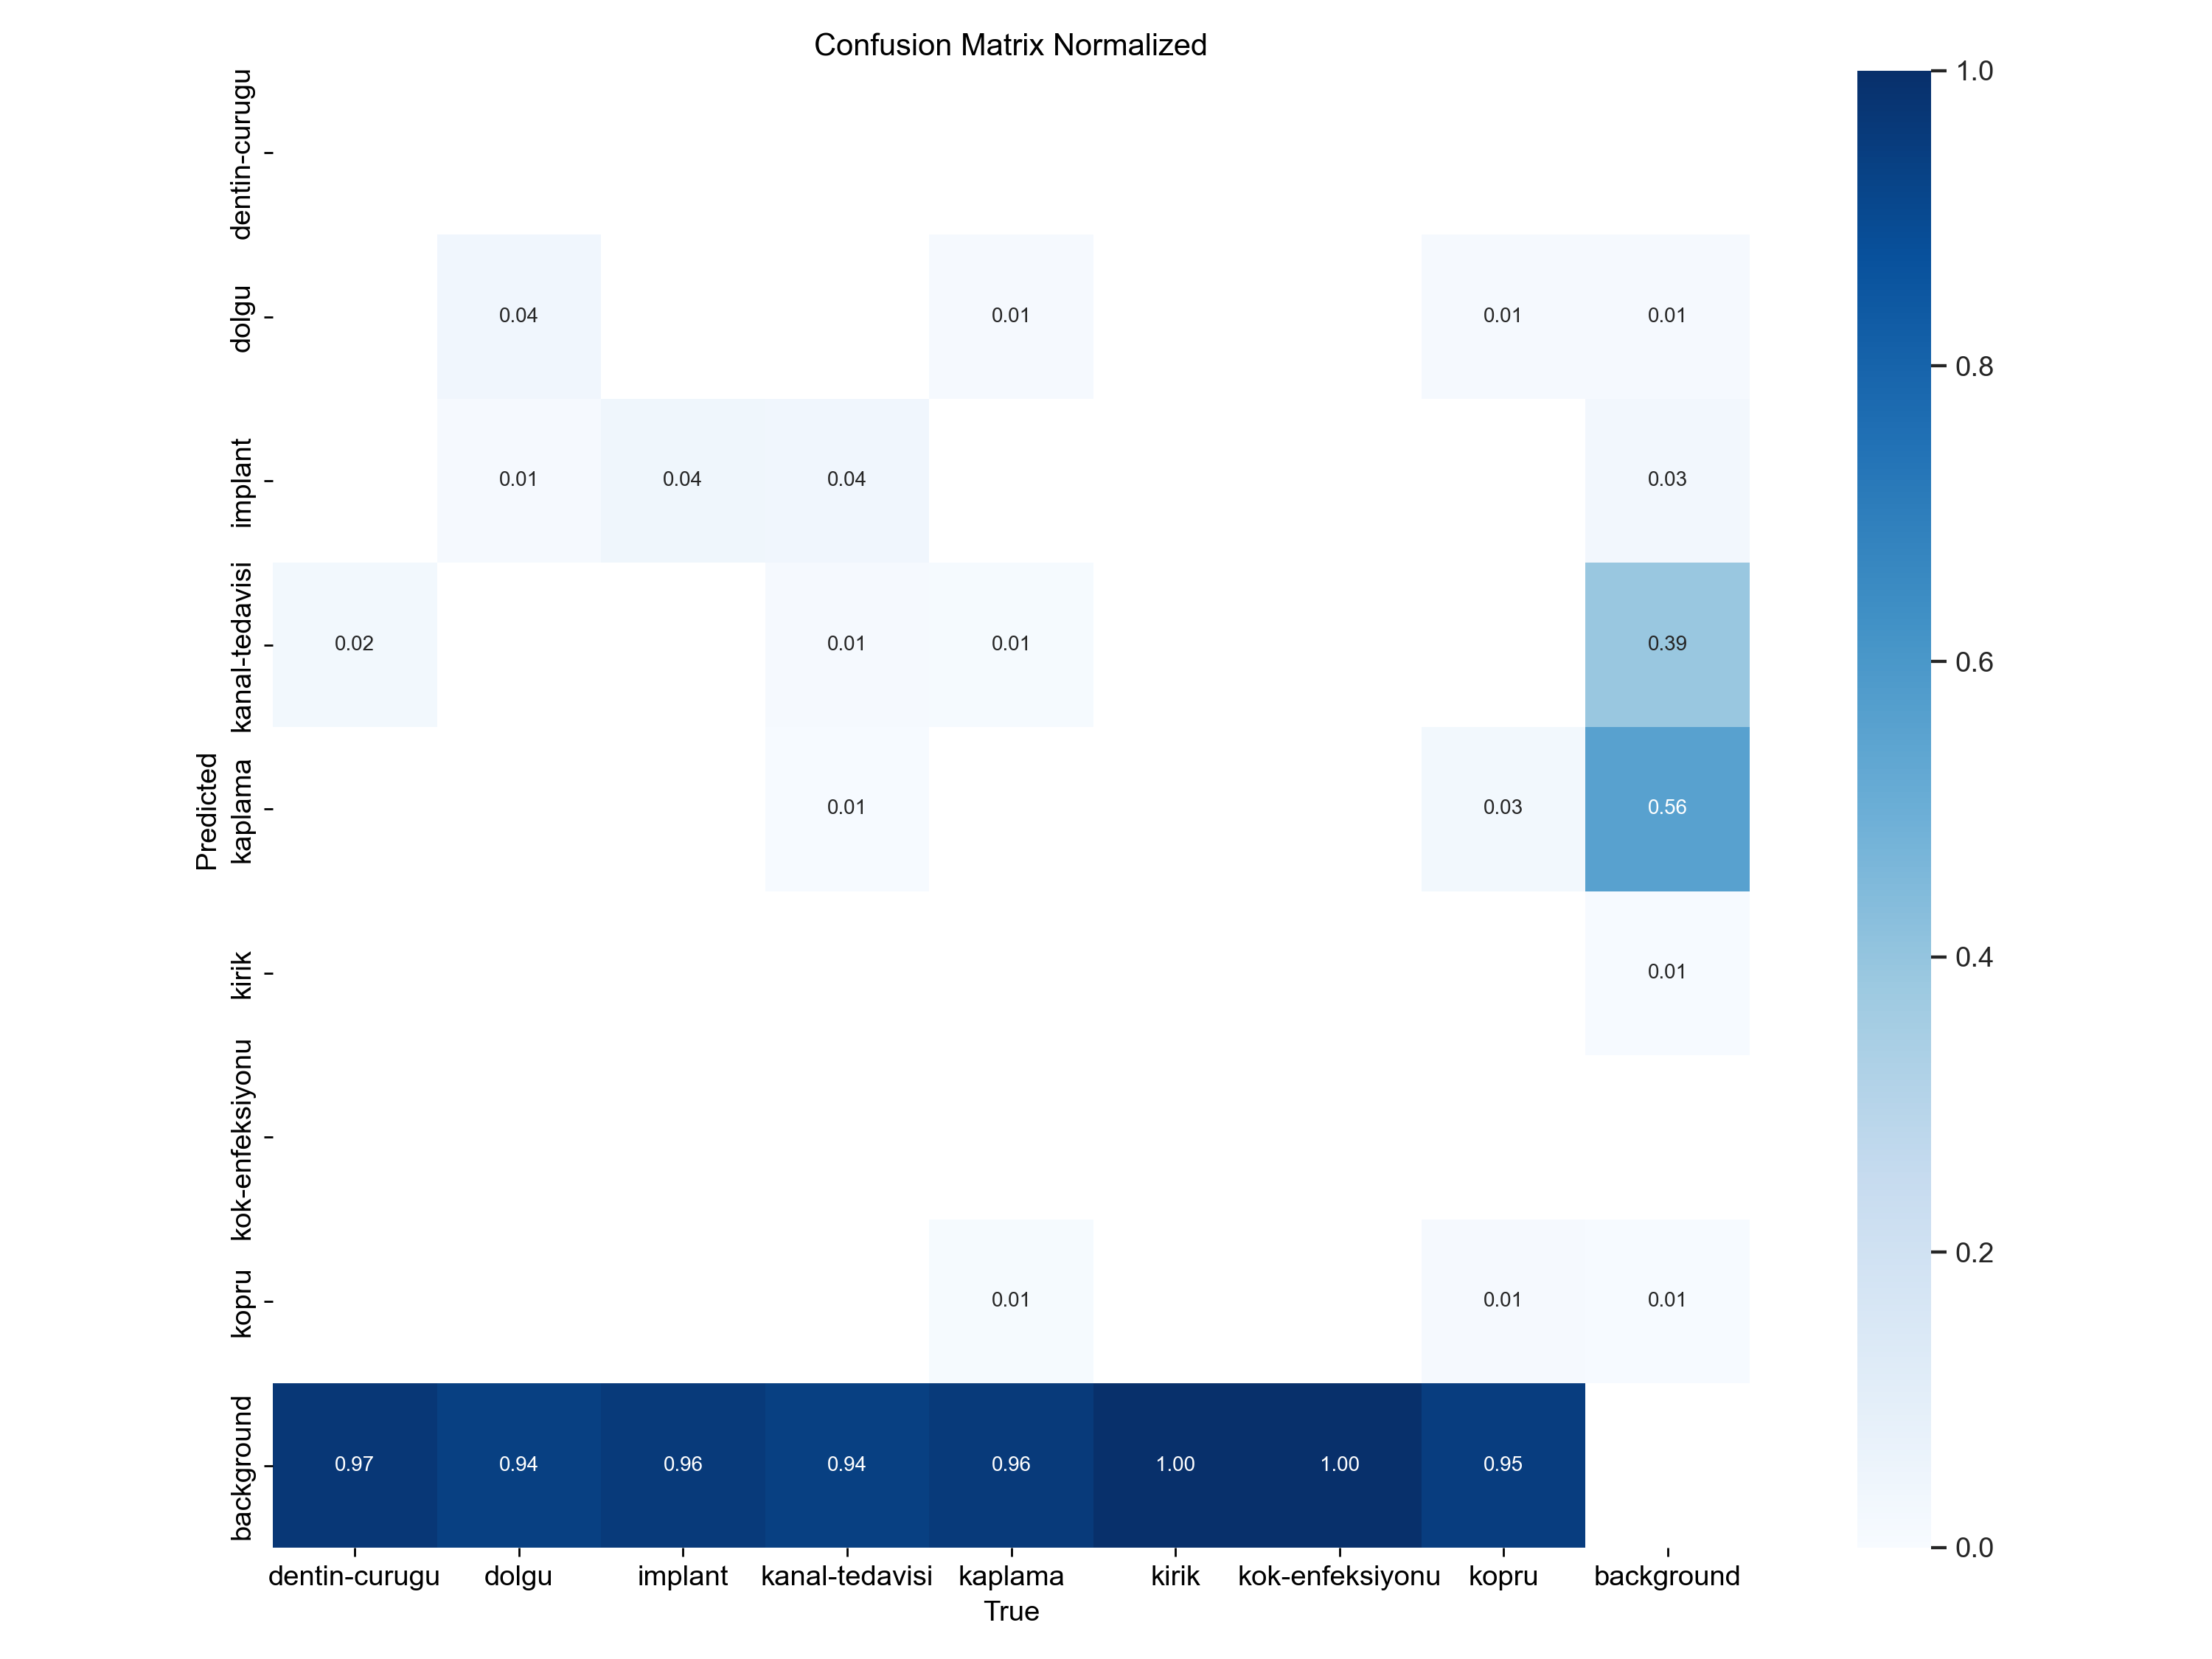 Confusion Matrix Normalized
dentin-curugu
dolgu 0.04 0.01 0.01 0.01
implant 0.01 0.04 0.04 0.03
kanal-tedavisi 0.02 0.01 0.01 0.39
kaplama 0.01 0.03 0.56
kirik 0.01
kok-enfeksiyonu
kopru 0.01 0.01 0.01
background 0.97 0.94 0.96 0.94 0.96 1.00 1.00 0.95
Predicted
dentin-curugu dolgu implant kanal-tedavisi kaplama kirik kok-enfeksiyonu kopru background
True
1.0
0.8
0.6
0.4
0.2
0.0